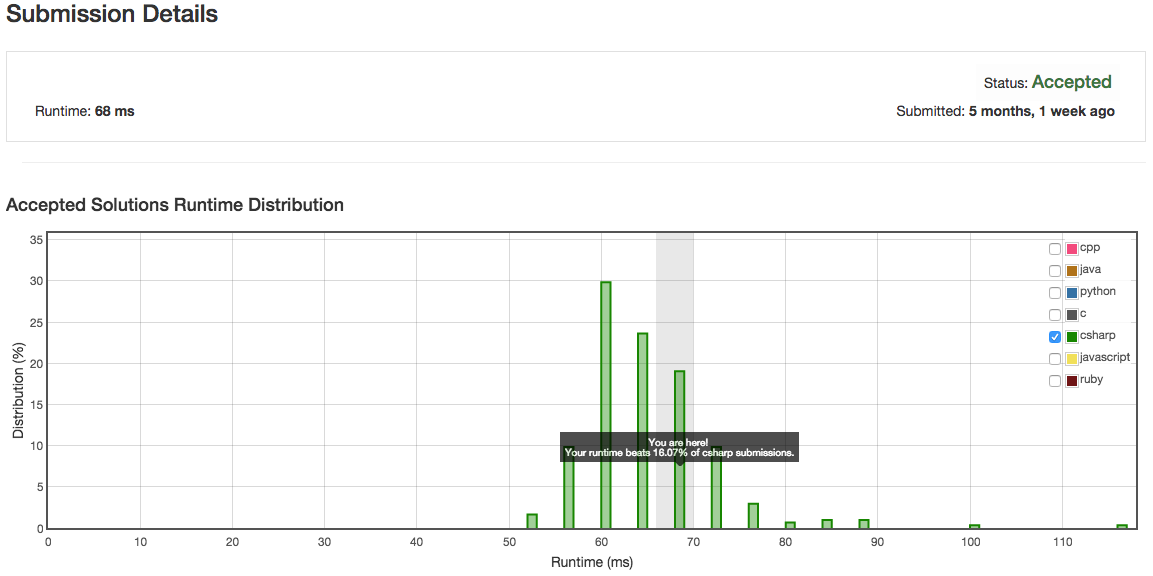 Submission Details
Status: Accepted
Runtime: 68 ms
Submitted: 5 months, 1 week ago
Accepted Solutions Runtime Distribution
35
30
25
20
15
10
5
0
Distribution (%)
cpp
java
python
c
csharp
javascript
ruby
You are here!
Your runtime beats 16.07% of csharp submissions.
0 10 20 30 40 50 60 70 80 90 100 110
Runtime (ms)